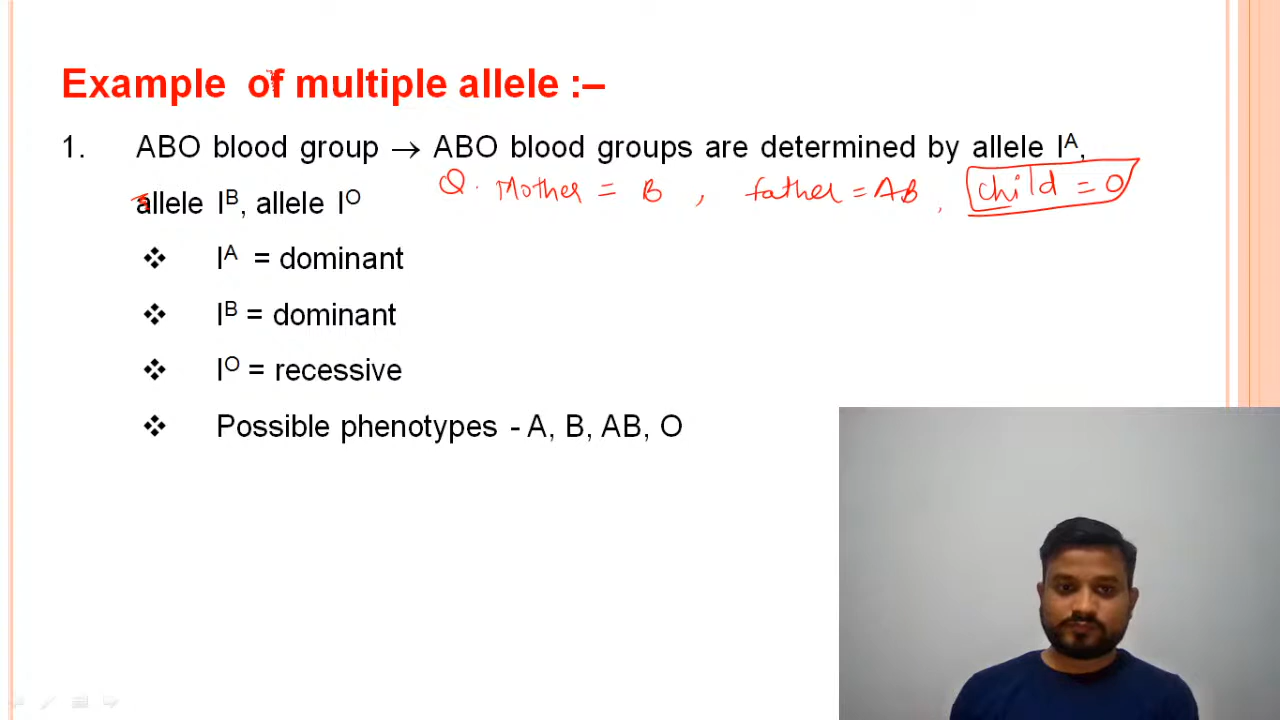 Example of multiple allele :–
1. ABO blood group → ABO blood groups are determined by allele Iᴬ,
Q. Mother = B , father = AB , child = O
allele Iᴮ, allele Iᴼ
❖ Iᴬ = dominant
❖ Iᴮ = dominant
❖ Iᴼ = recessive
❖ Possible phenotypes - A, B, AB, O